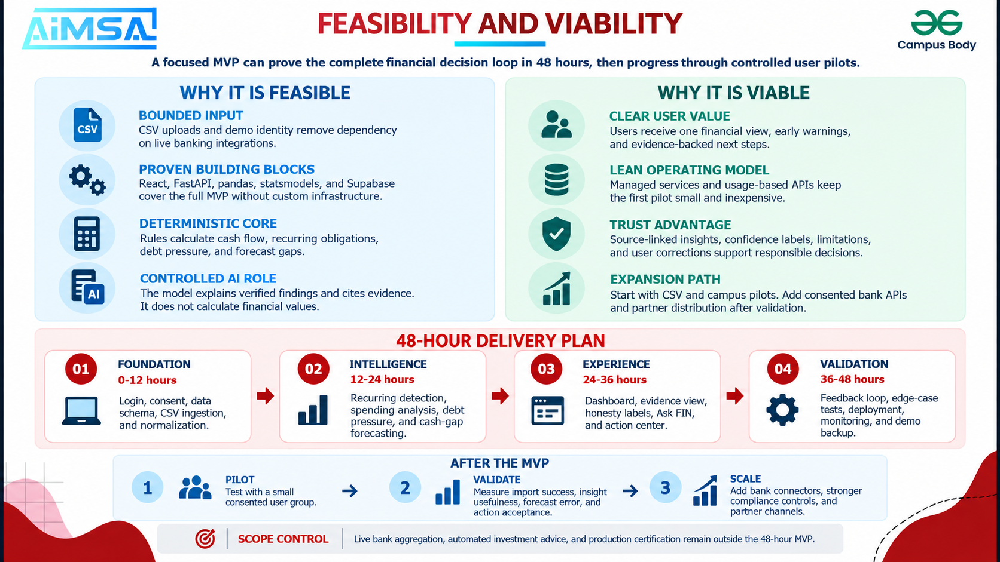 AiMSA
FEASIBILITY AND VIABILITY
Campus Body
A focused MVP can prove the complete financial decision loop in 48 hours, then progress through controlled user pilots.
WHY IT IS FEASIBLE
CSV
BOUNDED INPUT
CSV uploads and demo identity remove dependency
on live banking integrations.
PROVEN BUILDING BLOCKS
React, FastAPI, pandas, statsmodels, and Supabase
cover the full MVP without custom infrastructure.
DETERMINISTIC CORE
Rules calculate cash flow, recurring obligations,
debt pressure, and forecast gaps.
AI
CONTROLLED AI ROLE
The model explains verified findings and cites evidence.
It does not calculate financial values.
WHY IT IS VIABLE
CLEAR USER VALUE
Users receive one financial view, early warnings,
and evidence-backed next steps.
LEAN OPERATING MODEL
Managed services and usage-based APIs keep
the first pilot small and inexpensive.
TRUST ADVANTAGE
Source-linked insights, confidence labels, limitations,
and user corrections support responsible decisions.
EXPANSION PATH
Start with CSV and campus pilots. Add consented bank APIs
and partner distribution after validation.
48-HOUR DELIVERY PLAN
01
FOUNDATION
0-12 hours
Login, consent, data
schema, CSV ingestion,
and normalization.
02
INTELLIGENCE
12-24 hours
Recurring detection,
spending analysis, debt
pressure, and cash-gap
forecasting.
03
EXPERIENCE
24-36 hours
Dashboard, evidence view,
honesty labels, Ask FIN,
and action center.
04
VALIDATION
36-48 hours
Feedback loop, edge-case
tests, deployment,
monitoring, and demo
backup.
AFTER THE MVP
1
PILOT
Test with a small
consented user group.
2
VALIDATE
Measure import success, insight
usefulness, forecast error, and
action acceptance.
3
SCALE
Add bank connectors, stronger
compliance controls, and
partner channels.
SCOPE CONTROL
Live bank aggregation, automated investment advice, and production certification remain outside the 48-hour MVP.